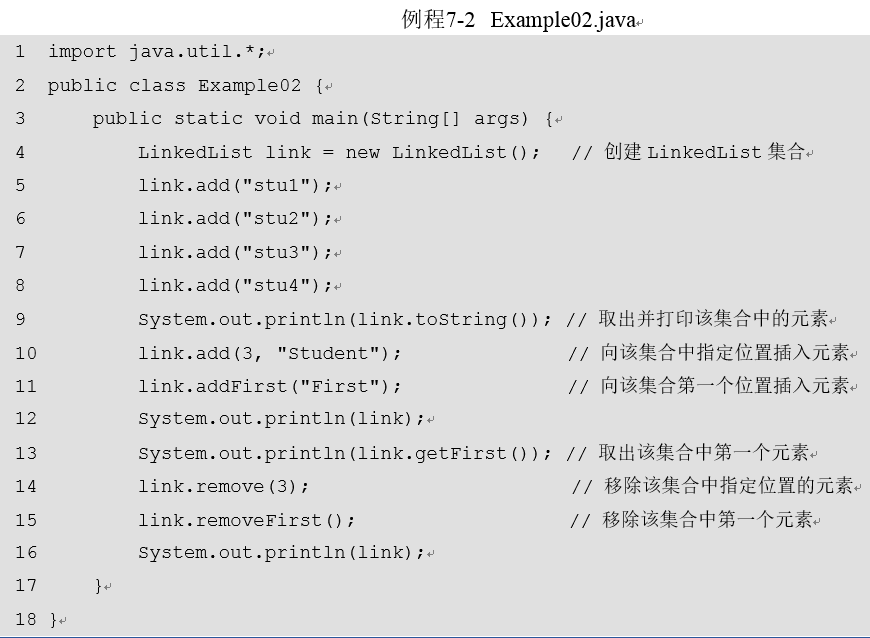 例程7-2 Example02.java
1 import java.util.*;
2 public class Example02 {
3     public static void main(String[] args) {
4         LinkedList link = new LinkedList();   // 创建 LinkedList 集合
5         link.add("stu1");
6         link.add("stu2");
7         link.add("stu3");
8         link.add("stu4");
9         System.out.println(link.toString()); // 取出并打印该集合中的元素
10         link.add(3, "Student");              // 向该集合中指定位置插入元素
11         link.addFirst("First");              // 向该集合第一个位置插入元素
12         System.out.println(link);
13         System.out.println(link.getFirst()); // 取出该集合中第一个元素
14         link.remove(3);                       // 移除该集合中指定位置的元素
15         link.removeFirst();                   // 移除该集合中第一个元素
16         System.out.println(link);
17     }
18 }